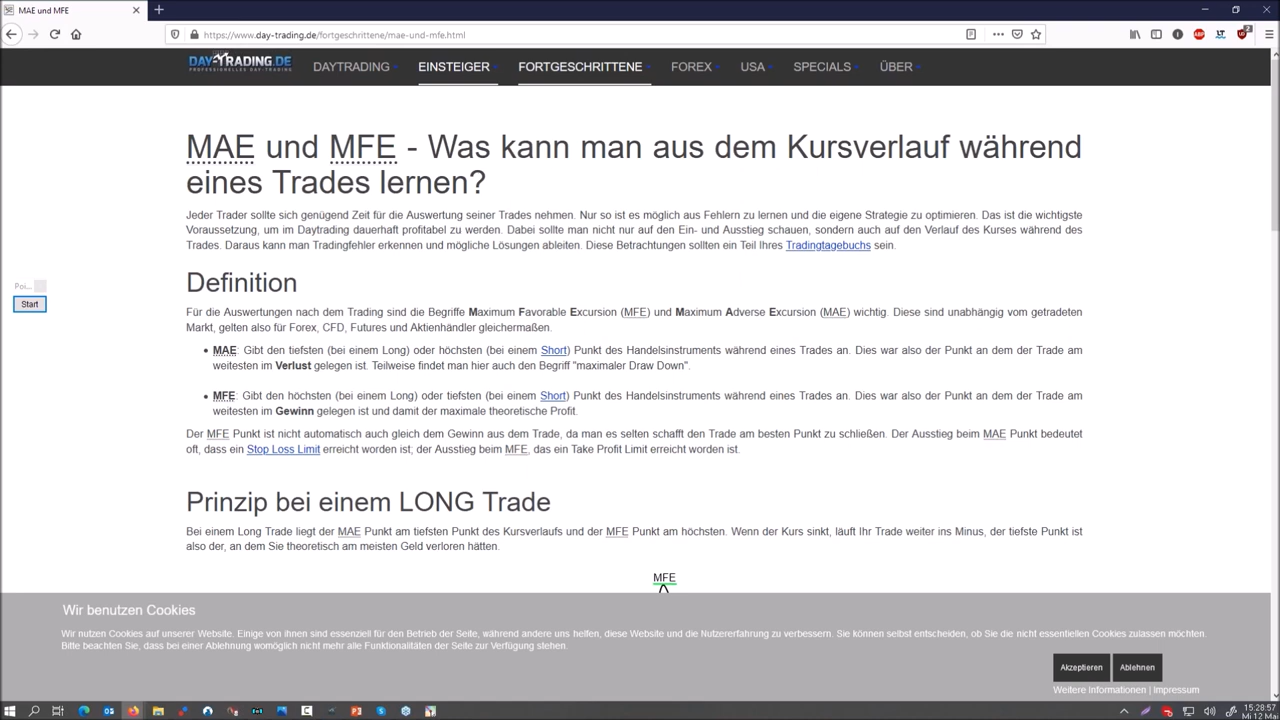 MAE und MFE
https://www.day-trading.de/fortgeschrittene/mae-und-mfe.html
DAY-TRADING.DE
PROFESSIONELLES DAY-TRADING
DAYTRADING EINSTEIGER FORTGESCHRITTENE FOREX USA SPECIALS ÜBER
MAE und MFE - Was kann man aus dem Kursverlauf während
eines Trades lernen?
Jeder Trader sollte sich genügend Zeit für die Auswertung seiner Trades nehmen. Nur so ist es möglich aus Fehlern zu lernen und die eigene Strategie zu optimieren. Das ist die wichtigste
Voraussetzung, um im Daytrading dauerhaft profitabel zu werden. Dabei sollte man nicht nur auf den Ein- und Ausstieg schauen, sondern auch auf den Verlauf des Kurses während des
Trades. Daraus kann man Tradingfehler erkennen und mögliche Lösungen ableiten. Diese Betrachtungen sollten ein Teil Ihres Tradingtagebuchs sein.
Poi...
Start
Definition
Für die Auswertungen nach dem Trading sind die Begriffe Maximum Favorable Excursion (MFE) und Maximum Adverse Excursion (MAE) wichtig. Diese sind unabhängig vom getradeten
Markt, gelten also für Forex, CFD, Futures und Aktienhändler gleichermaßen.
• MAE: Gibt den tiefsten (bei einem Long) oder höchsten (bei einem Short) Punkt des Handelsinstruments während eines Trades an. Dies war also der Punkt an dem der Trade am
weitesten im Verlust gelegen ist. Teilweise findet man hier auch den Begriff "maximaler Draw Down".
• MFE: Gibt den höchsten (bei einem Long) oder tiefsten (bei einem Short) Punkt des Handelsinstruments während eines Trades an. Dies war also der Punkt an dem der Trade am
weitesten im Gewinn gelegen ist und damit der maximale theoretische Profit.
Der MFE Punkt ist nicht automatisch auch gleich dem Gewinn aus dem Trade, da man es selten schafft den Trade am besten Punkt zu schließen. Der Ausstieg beim MAE Punkt bedeutet
oft, dass ein Stop Loss Limit erreicht worden ist; der Ausstieg beim MFE, das ein Take Profit Limit erreicht worden ist.
Prinzip bei einem LONG Trade
Bei einem Long Trade liegt der MAE Punkt am tiefsten Punkt des Kursverlaufs und der MFE Punkt am höchsten. Wenn der Kurs sinkt, läuft Ihr Trade weiter ins Minus, der tiefste Punkt ist
also der, an dem Sie theoretisch am meisten Geld verloren hätten.
MFE
Wir benutzen Cookies
Wir nutzen Cookies auf unserer Website. Einige von ihnen sind essenziell für den Betrieb der Seite, während andere uns helfen, diese Website und die Nutzererfahrung zu verbessern. Sie können selbst entscheiden, ob Sie die nicht essentiellen Cookies zulassen möchten.
Bitte beachten Sie, dass bei einer Ablehnung womöglich nicht mehr alle Funktionalitäten der Seite zur Verfügung stehen.
Akzeptieren Ablehnen
Weitere Informationen | Impressum
15:28:57